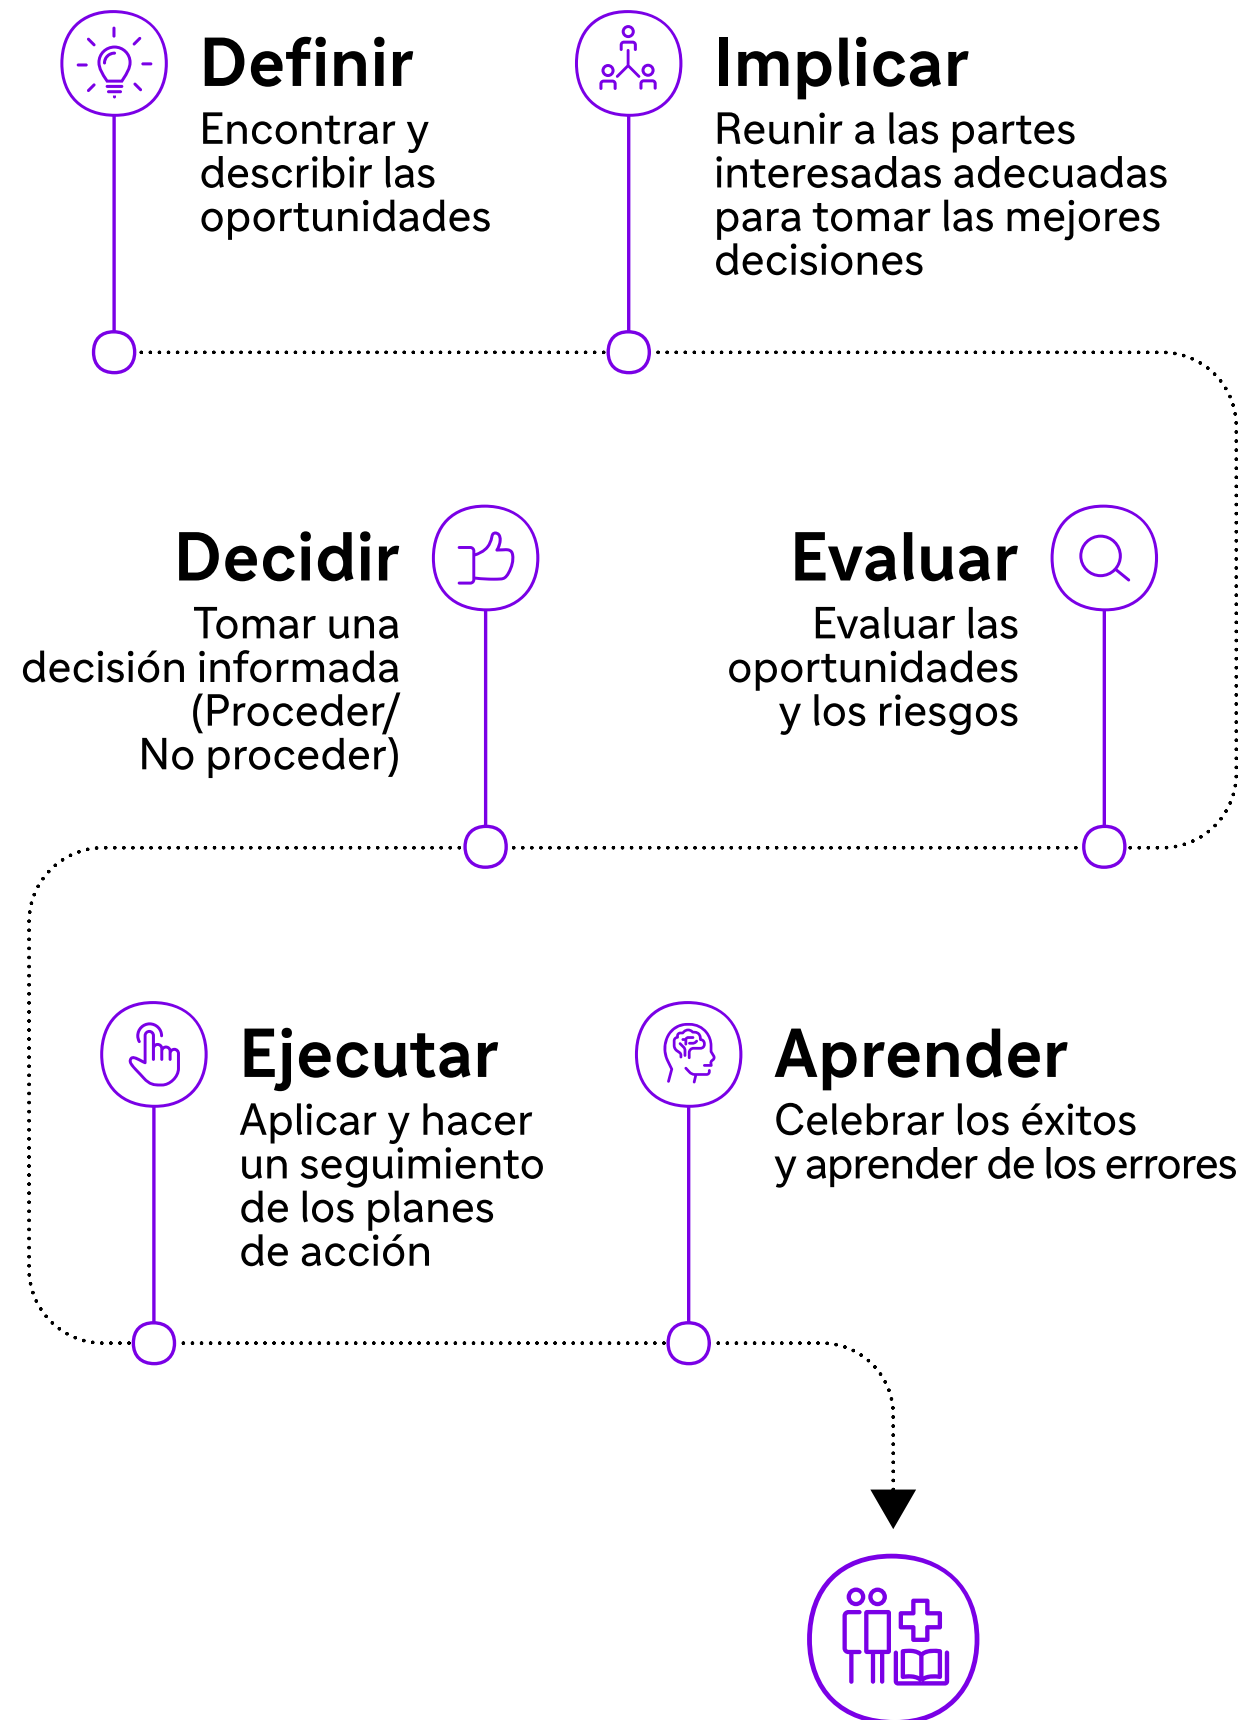 Definir
Encontrar y
describir las
oportunidades
Implicar
Reunir a las partes
interesadas adecuadas
para tomar las mejores
decisiones
Evaluar
Evaluar las
oportunidades
y los riesgos
Decidir
Tomar una
decisión informada
(Proceder/
No proceder)
Ejecutar
Aplicar y hacer
un seguimiento
de los planes
de acción
Aprender
Celebrar los éxitos
y aprender de los errores